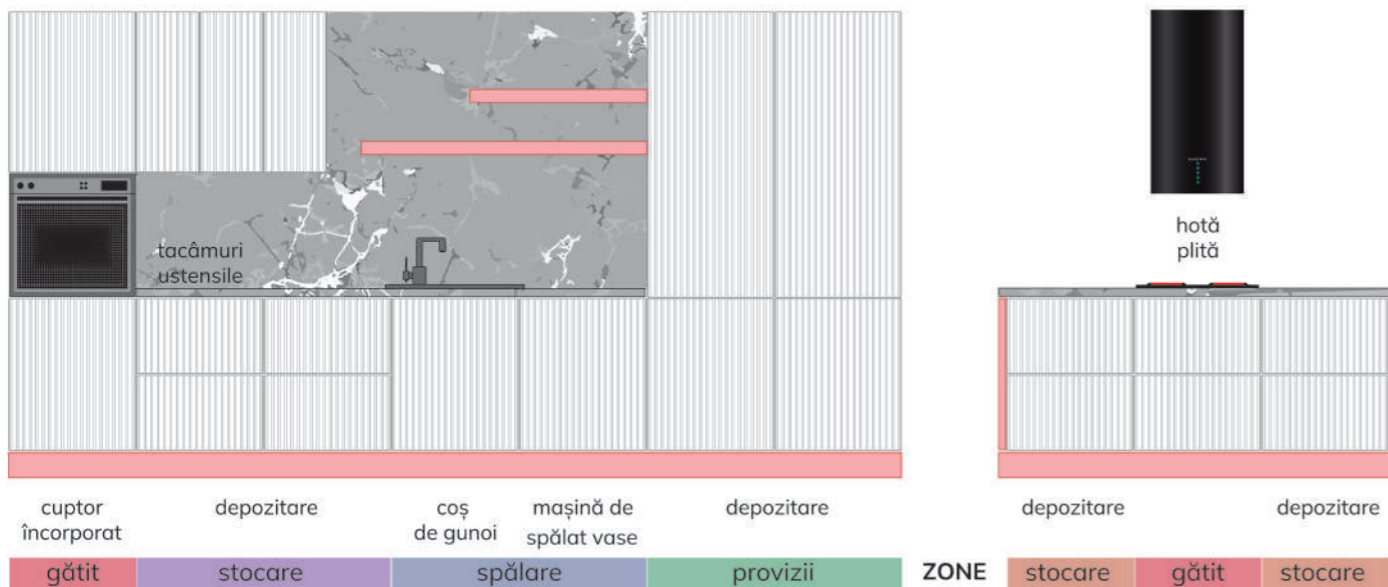 tacâmuri
ustensile
hotă
plită
cuptor
încorporat
depozitare
coș
de gunoi
mașină de
spălat vase
depozitare
depozitare
depozitare
gătit
stocare
spălare
provizii
ZONE
stocare
gătit
stocare